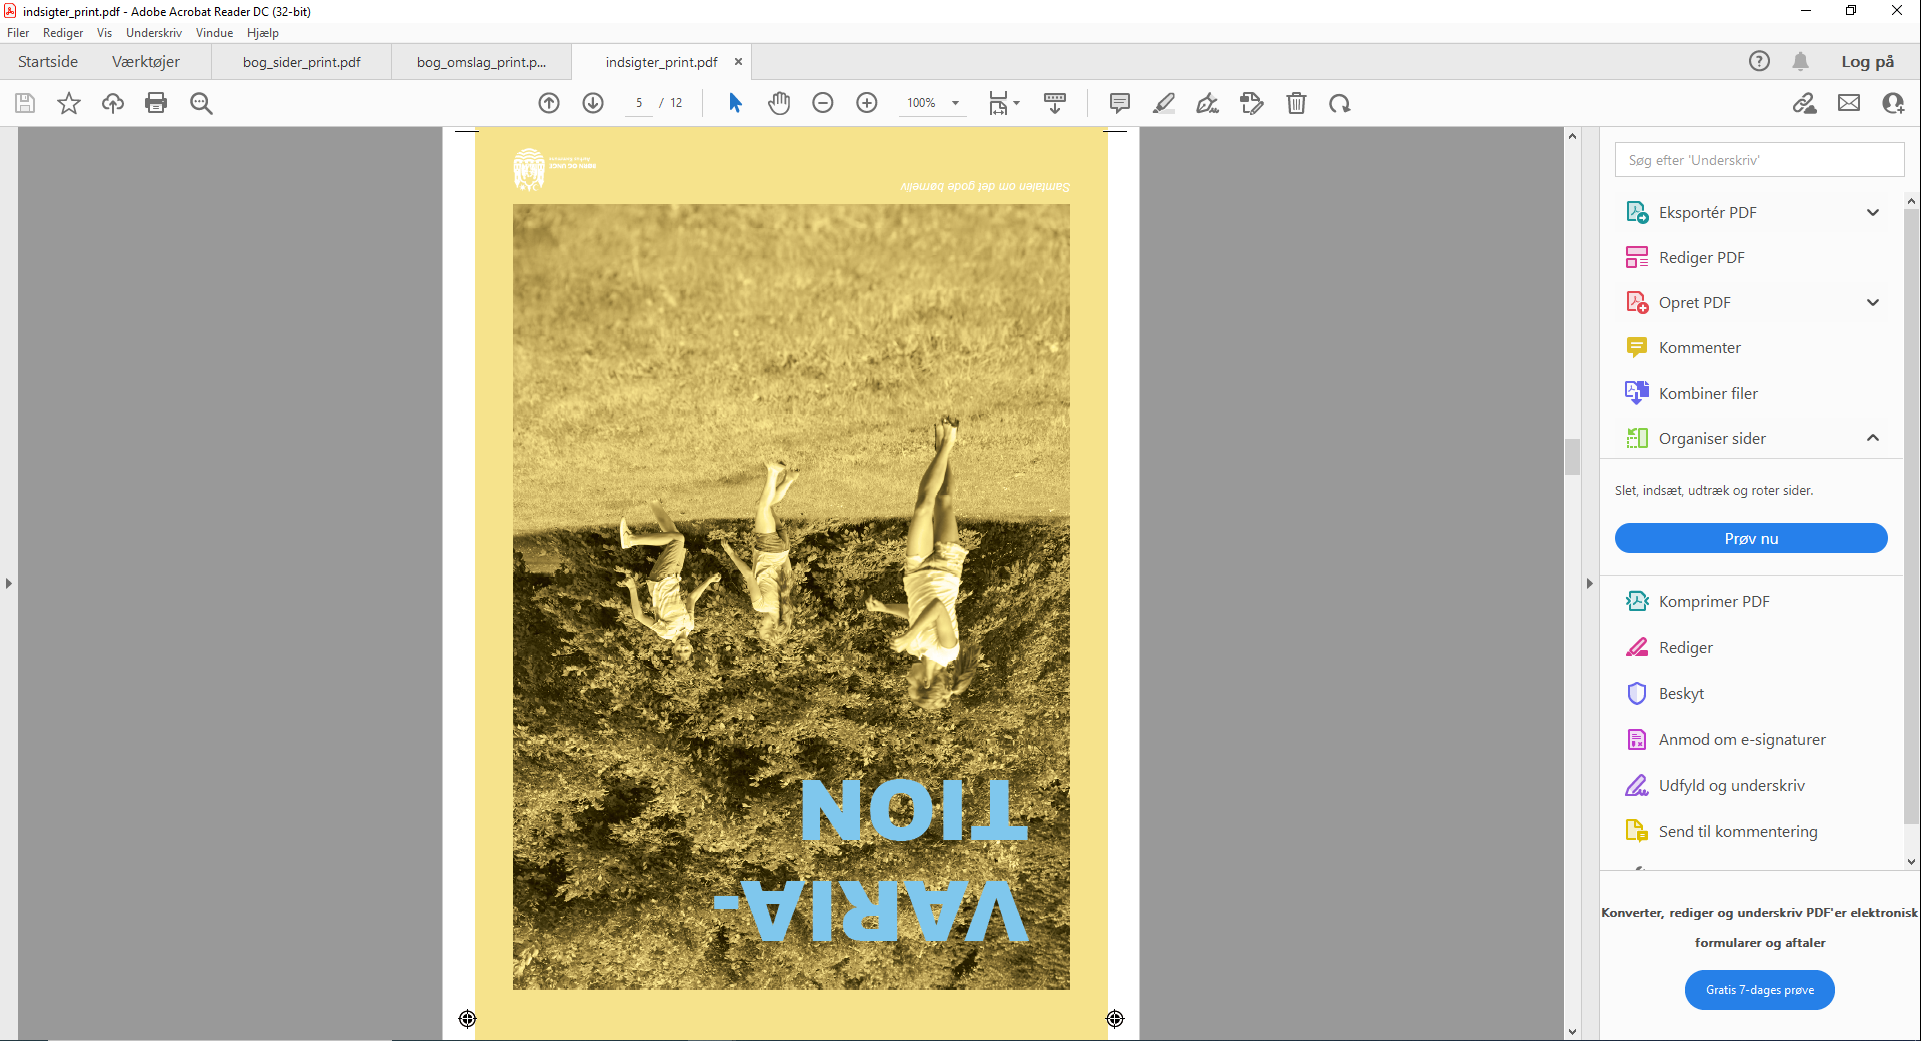 indsigter_print.pdf - Adobe Acrobat Reader DC (32-bit)
Filer Rediger Vis Underskriv Vindue Hjælp
Startside Værktøjer bog_sider_print.pdf bog_omslag_print.p... indsigter_print.pdf × Log på
5 / 12 100%
Samtalen om det gode børneliv
BØRN OG UNGE
VARIA-
TION
Søg efter 'Underskriv'
Eksportér PDF
Rediger PDF
Opret PDF
Kommenter
Kombiner filer
Organiser sider
Slet, indsæt, udtræk og roter sider.
Prøv nu
Komprimer PDF
Rediger
Beskyt
Anmod om e-signaturer
Udfyld og underskriv
Send til kommentering
Konverter, rediger og underskriv PDF'er elektronisk
formularer og aftaler
Gratis 7-dages prøve